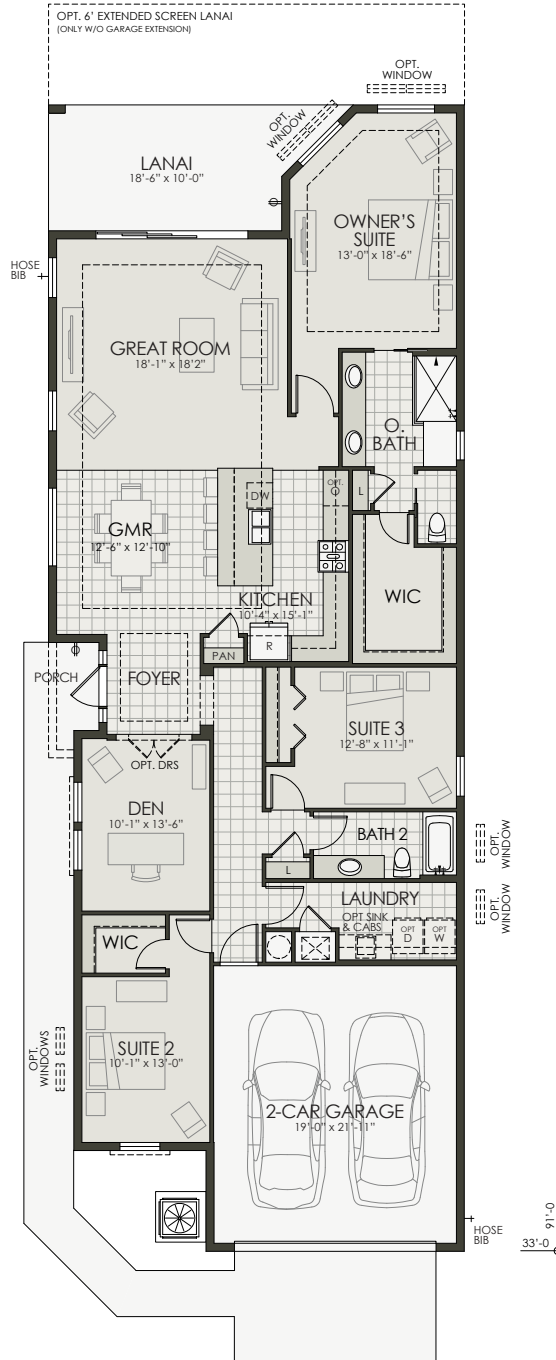 OPT. 6' EXTENDED SCREEN LANAI
(ONLY W/O GARAGE EXTENSION)
OPT.
WINDOW
OPT.
WINDOW
LANAI
18'-6" x 10'-0"
OWNER'S
SUITE
13'-0" x 18'-6"
HOSE
BIB
GREAT ROOM
18'-1" x 18'2"
O.
BATH
L
OPT.
O
DW
GMR
12'-6" x 12'-10"
KITCHEN
10'-4" x 15'-1"
WIC
R
PAN
PORCH
FOYER
SUITE 3
12'-8" x 11'-1"
OPT. DRS
DEN
10'-1" x 13'-6"
BATH 2
OPT.
WINDOW
L
LAUNDRY
OPT SINK
& CABS
OPT
D
OPT
W
OPT.
WINDOW
WIC
OPT.
WINDOWS
SUITE 2
10'-1" x 13'-0"
2-CAR GARAGE
19'-0" x 21'-11"
HOSE
BIB
91'-0
33'-0